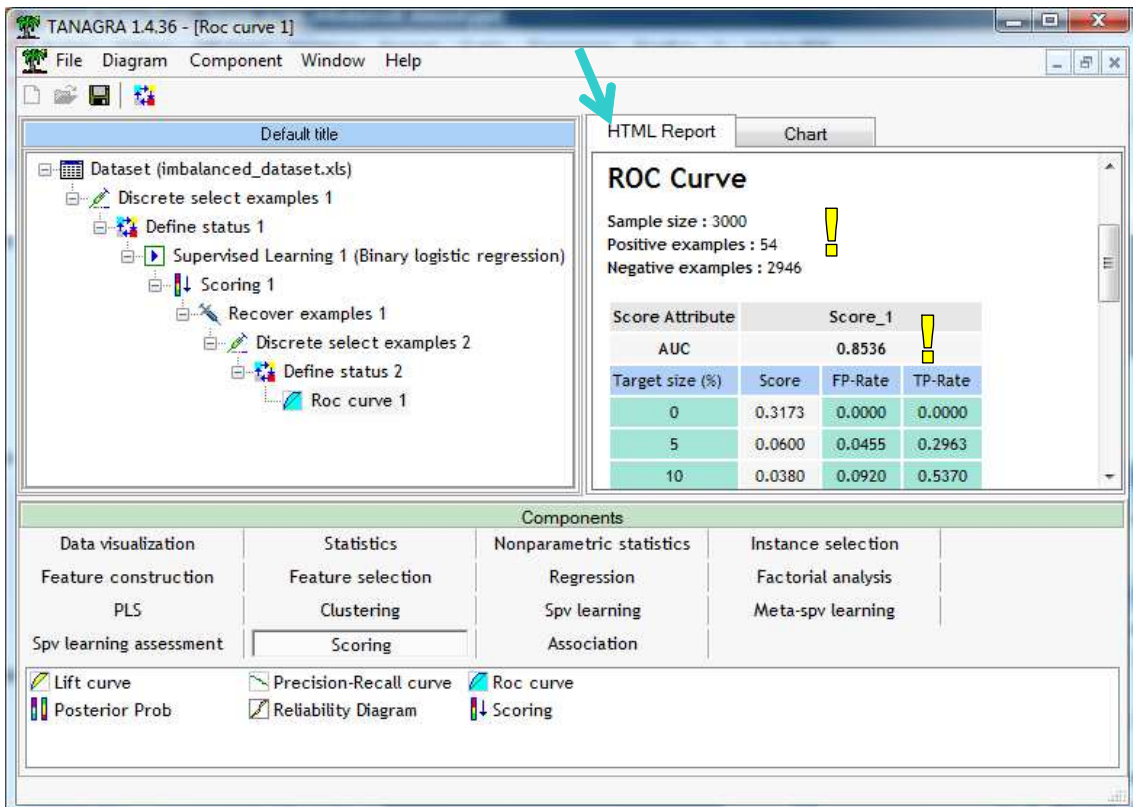 TANAGRA 1.4.36 - [Roc curve 1]
File Diagram Component Window Help
Default title
Dataset (imbalanced_dataset.xls)
Discrete select examples 1
Define status 1
Supervised Learning 1 (Binary logistic regression)
Scoring 1
Recover examples 1
Discrete select examples 2
Define status 2
Roc curve 1
HTML Report Chart
ROC Curve
Sample size : 3000
Positive examples : 54
Negative examples : 2946
!
Score Attribute Score_1
AUC 0.8536
!
Target size (%) Score FP-Rate TP-Rate
0 0.3173 0.0000 0.0000
5 0.0600 0.0455 0.2963
10 0.0380 0.0920 0.5370
Components
Data visualization Statistics Nonparametric statistics Instance selection
Feature construction Feature selection Regression Factorial analysis
PLS Clustering Spv learning Meta-spv learning
Spv learning assessment Scoring Association
Lift curve Precision-Recall curve Roc curve
Posterior Prob Reliability Diagram Scoring